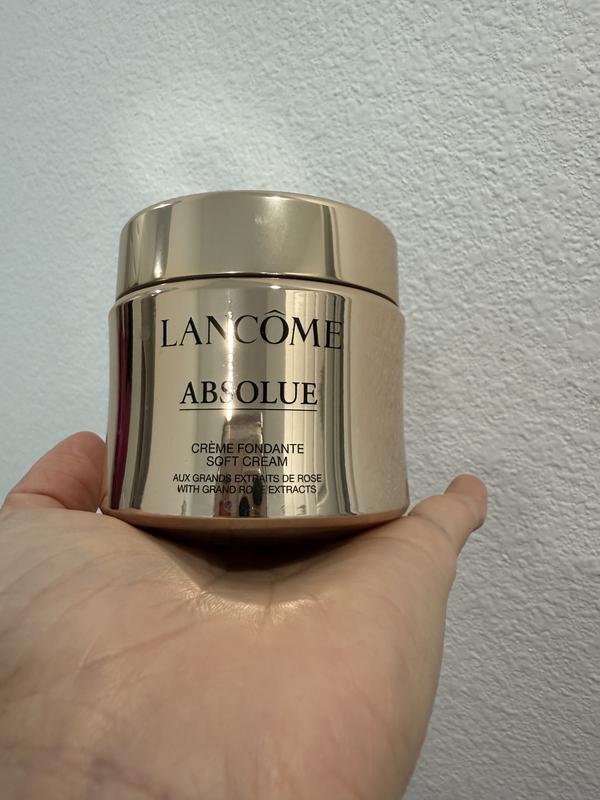 LANCÔME
ABSOLUE
CRÈME FONDANTE
SOFT CREAM
AUX GRANDS EXTRAITS DE ROSE
WITH GRAND ROSE EXTRACTS